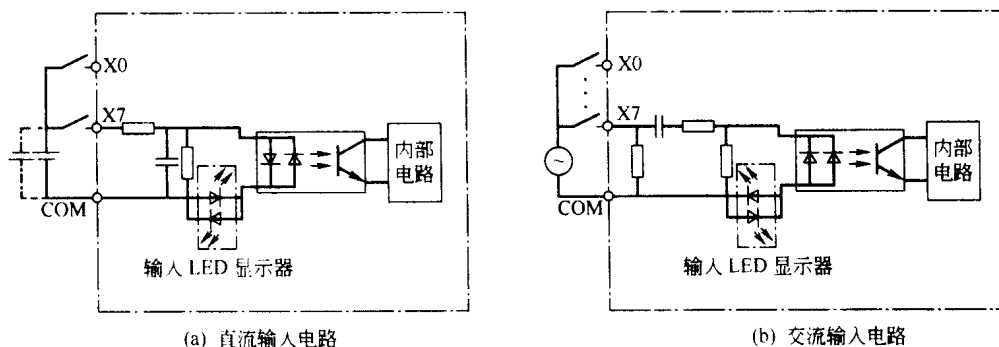 X0
X7
COM
内部
电路
输入 LED 显示器
(a) 直流输入电路
X0
X7
~
COM
内部
电路
输入 LED 显示器
(b) 交流输入电路